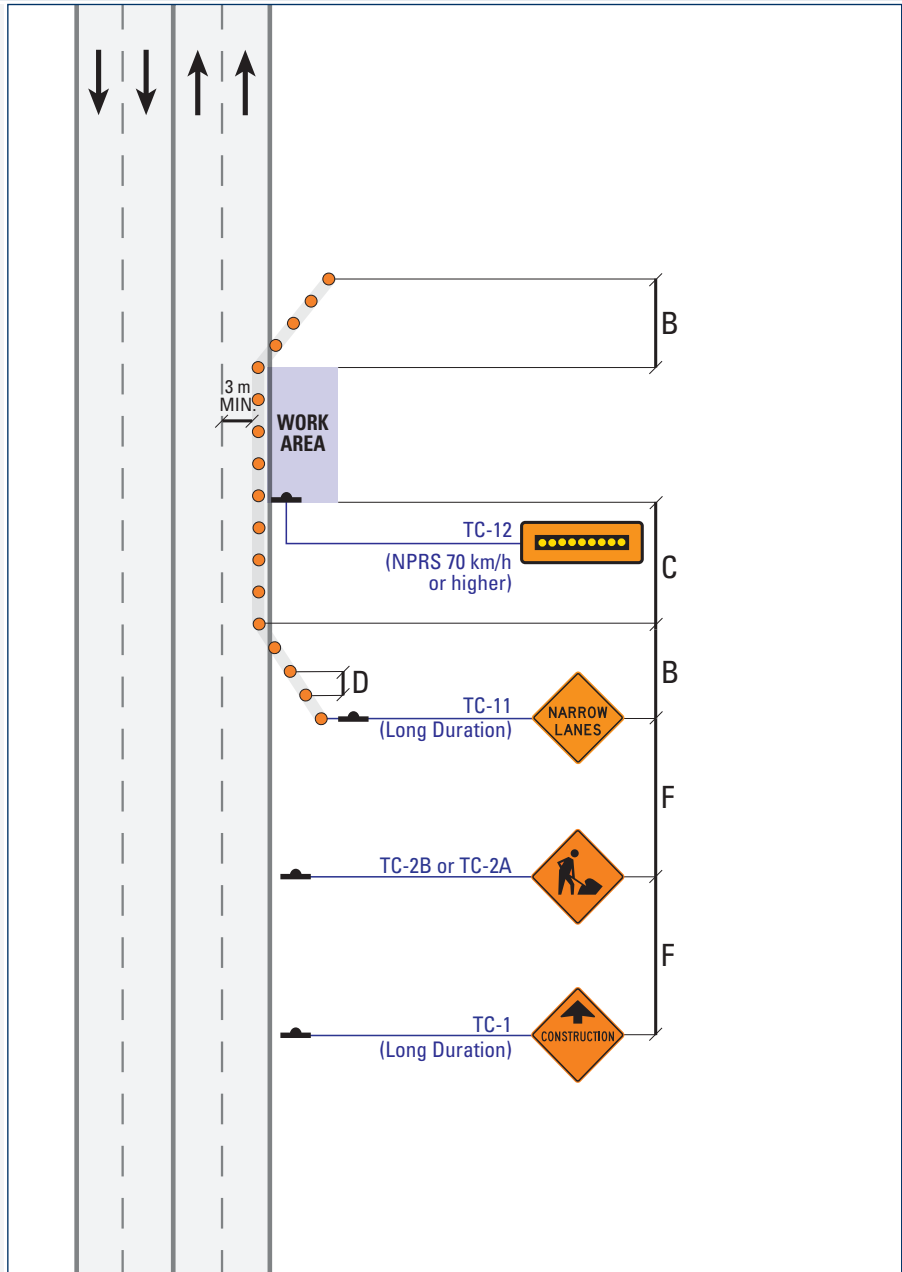 B
3 m
MIN.
WORK
AREA
TC-12
(NPRS 70 km/h
or higher)
C
B
D
TC-11
(Long Duration)
NARROW
LANES
F
TC-2B or TC-2A
F
TC-1
(Long Duration)
CONSTRUCTION